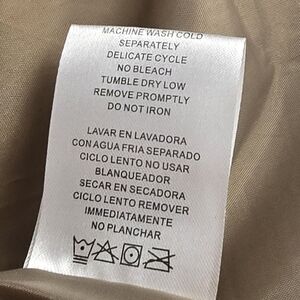 MACHINE WASH COLD
SEPARATELY
DELICATE CYCLE
NO BLEACH
TUMBLE DRY LOW
REMOVE PROMPTLY
DO NOT IRON
LAVAR EN LAVADORA
CON AGUA FRIA SEPARADO
CICLO LENTO NO USAR
BLANQUEADOR
SECAR EN SECADORA
CICLO LENTO REMOVER
IMMEDIATAMENTE
NO PLANCHAR